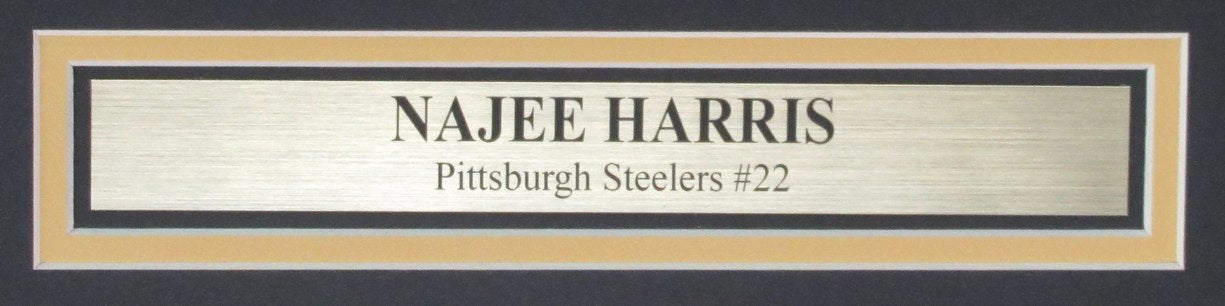 NAJEE HARRIS
Pittsburgh Steelers #22